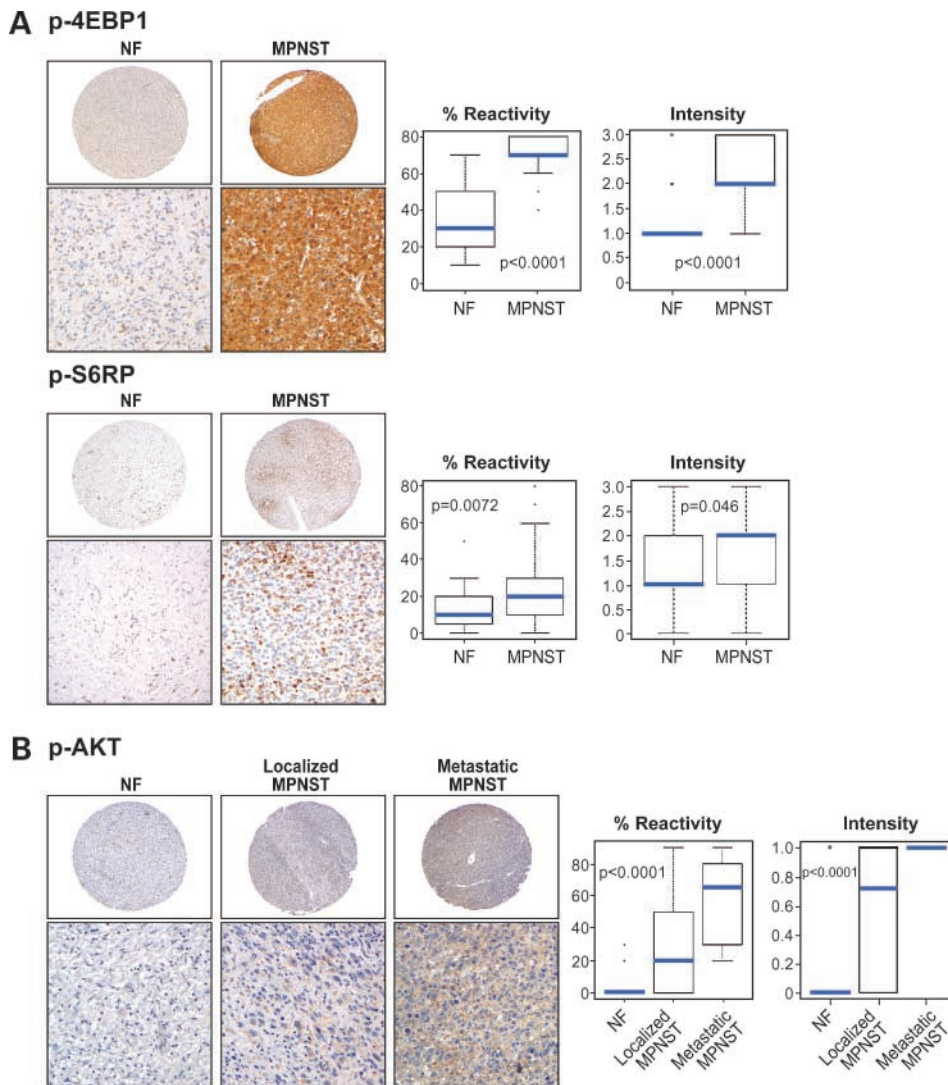 A p-4EBP1
NF
MPNST
% Reactivity
80
60
40
20
0
p<0.0001
NF
MPNST
Intensity
3.0
2.5
2.0
1.5
1.0
5
0
p<0.0001
NF
MPNST
p-S6RP
NF
MPNST
% Reactivity
80
60
40
20
0
p=0.0072
NF
MPNST
Intensity
3.0
2.5
2.0
1.5
1.0
5
0
p=0.046
NF
MPNST
B p-AKT
NF
Localized
MPNST
Metastatic
MPNST
% Reactivity
80
60
40
20
0
p<0.0001
NF
Localized
MPNST
Metastatic
MPNST
Intensity
1.0
0.8
0.6
0.4
0.2
0
p<0.0001
NF
Localized
MPNST
Metastatic
MPNST